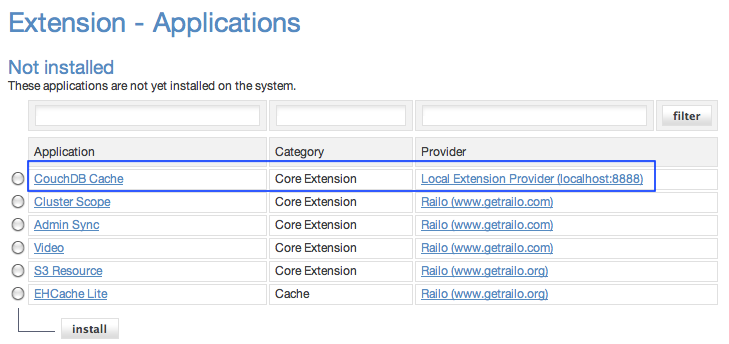 Extension - Applications
Not installed
These applications are not yet installed on the system.
filter
Application Category Provider
CouchDB Cache Core Extension Local Extension Provider (localhost:8888)
Cluster Scope Core Extension Railo (www.getrailo.com)
Admin Sync Core Extension Railo (www.getrailo.com)
Video Core Extension Railo (www.getrailo.com)
S3 Resource Core Extension Railo (www.getrailo.org)
EHCache Lite Cache Railo (www.getrailo.org)
install